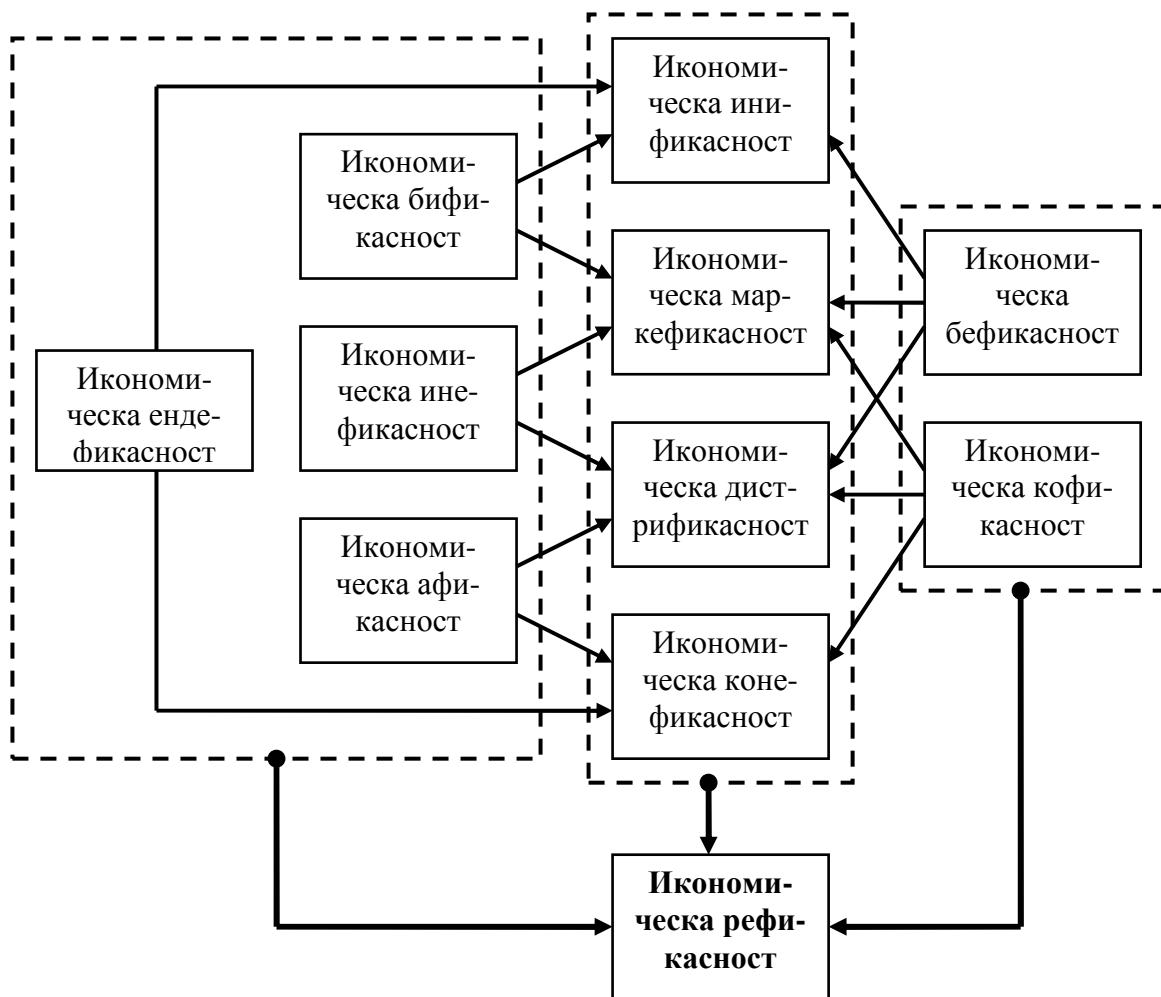 Икономи-
ческа ини-
фикасност
Икономи-
ческа бифи-
касност
Икономи-
ческа мар-
кефикасност
Икономи-
ческа
бефикасност
Икономи-
ческа ине-
фикасност
Икономи-
ческа енде-
фикасност
Икономи-
ческа дист-
рификасност
Икономи-
ческа кофи-
касност
Икономи-
ческа афи-
касност
Икономи-
ческа коне-
фикасност
Икономи-
ческа рефи-
касност